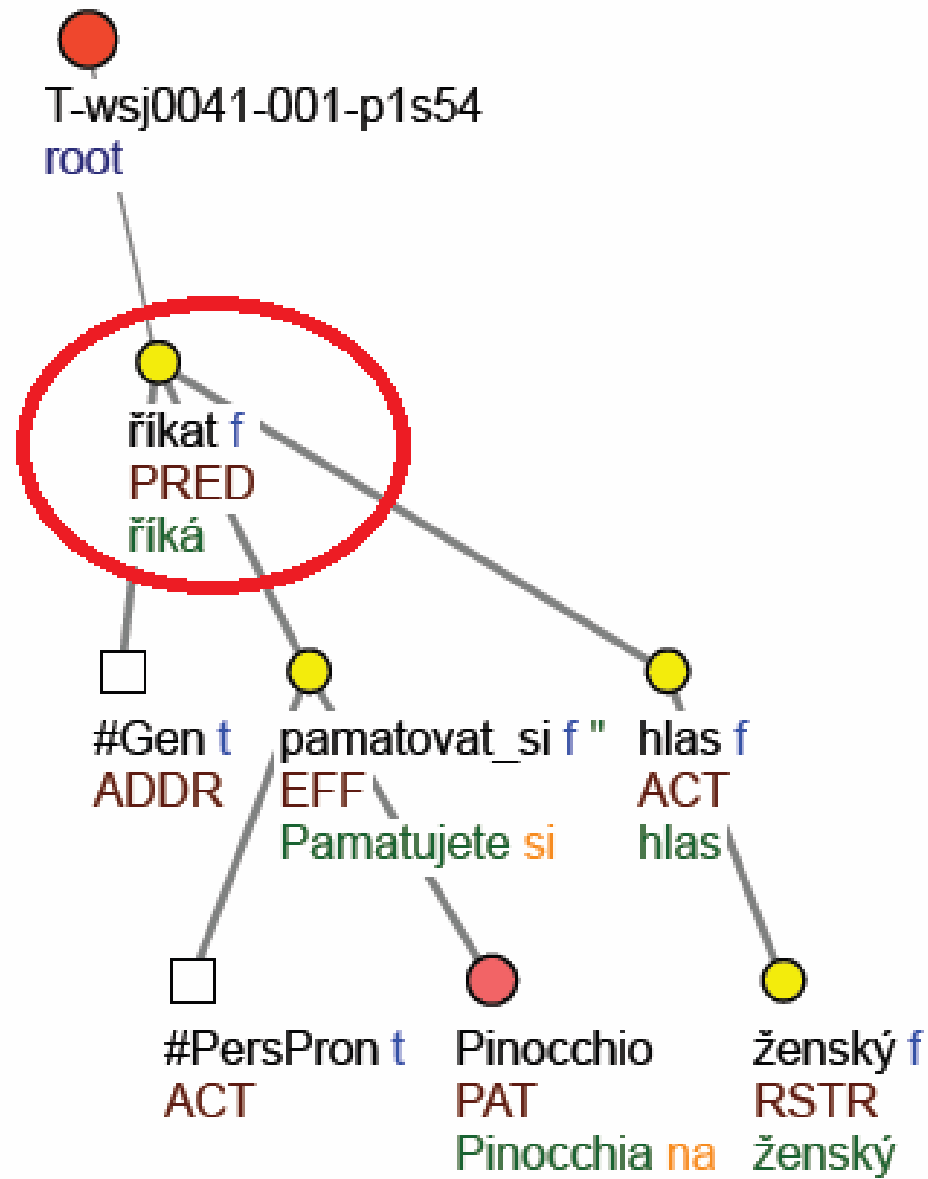 T-wsj0041-001-p1s54
root
říkat f
PRED
říká
#Gen t
ADDR
pamatovat_si f "
EFF
Pamatujete si
hlas f
ACT
hlas
#PersPron t
ACT
Pinocchio
PAT
Pinocchia na
ženský f
RSTR
ženský